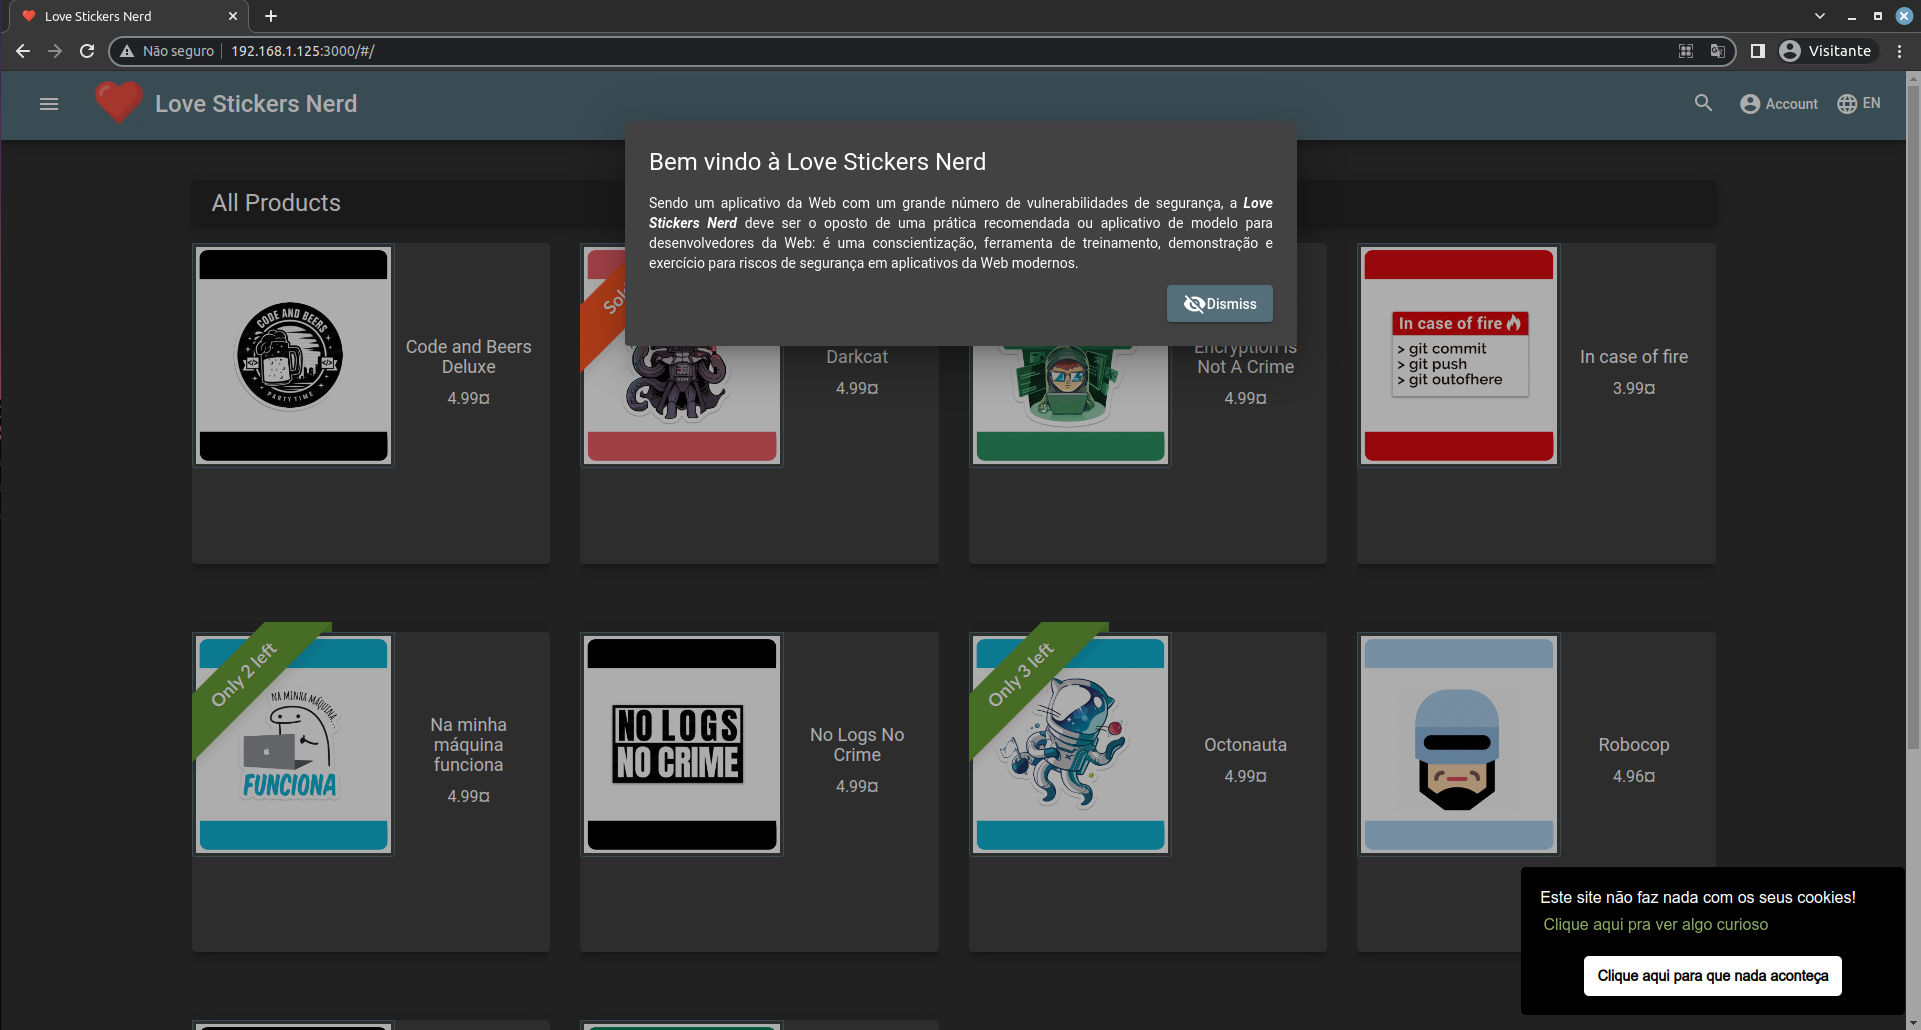 Love Stickers Nerd
Não seguro
192.168.1.125:3000/#/
Visitante
Love Stickers Nerd
Account
EN
Bem vindo à Love Stickers Nerd
Sendo um aplicativo da Web com um grande número de vulnerabilidades de segurança, a Love
Stickers Nerd deve ser o oposto de uma prática recomendada ou aplicativo de modelo para
desenvolvedores da Web: é uma conscientização, ferramenta de treinamento, demonstração e
exercício para riscos de segurança em aplicativos da Web modernos.
Dismiss
All Products
CODE AND BEERS
</>
</>
PARTY TIME
Code and Beers
Deluxe
4.99¤
Sol
Darkcat
4.99¤
Encryption Is
Not A Crime
4.99¤
In case of fire
> git commit
> git push
> git outofhere
In case of fire
3.99¤
Only 2 left
NA MINHA MÁQUINA...
FUNCIONA
Na minha
máquina
funciona
4.99¤
NO LOGS
NO CRIME
No Logs No
Crime
4.99¤
Only 3 left
Octonauta
4.99¤
Robocop
4.96¤
Este site não faz nada com os seus cookies!
Clique aqui pra ver algo curioso
Clique aqui para que nada aconteça